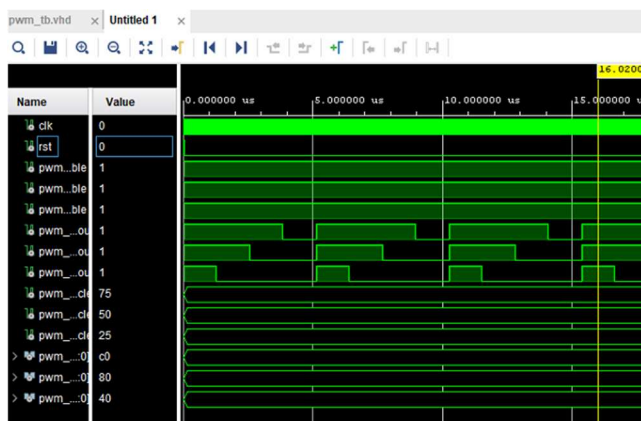 pwm_tb.vhd × Untitled 1 ×
16.0200
Name Value
0.000000 us 5.000000 us 10.000000 us 15.000000 us
clk 0
rst 0
pwm...ble 1
pwm...ble 1
pwm...ble 1
pwm_...ou 1
pwm_...ou 1
pwm_...ou 1
pwm_...cl 75
pwm_...cl 50
pwm_...cl 25
> pwm_...:0] c0
> pwm_...:0] 80
> pwm_...:0] 40